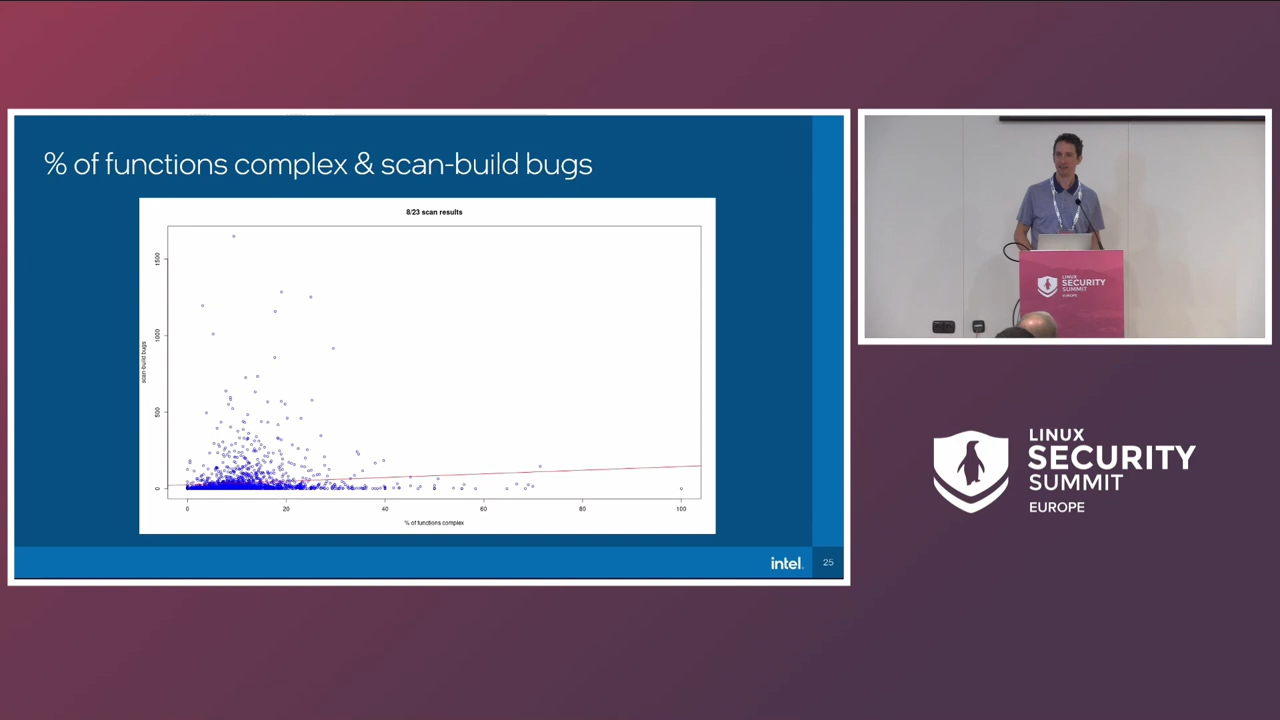 % of functions complex & scan-build bugs
8/23 scan results
scan-build bugs
1500
1000
500
0
0
20
40
60
80
100
% of functions complex
intel.
25
LINUX
SECURITY
SUMMIT
EUROPE
LINUX
SECURITY
SUMMIT
EUROPE